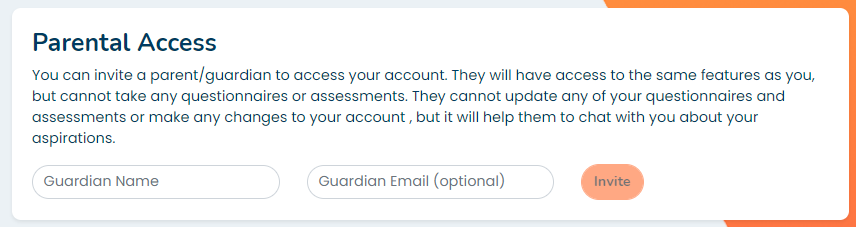 Parental Access
You can invite a parent/guardian to access your account. They will have access to the same features as you,
but cannot take any questionnaires or assessments. They cannot update any of your questionnaires and
assessments or make any changes to your account , but it will help them to chat with you about your
aspirations.
Guardian Name Guardian Email (optional) Invite